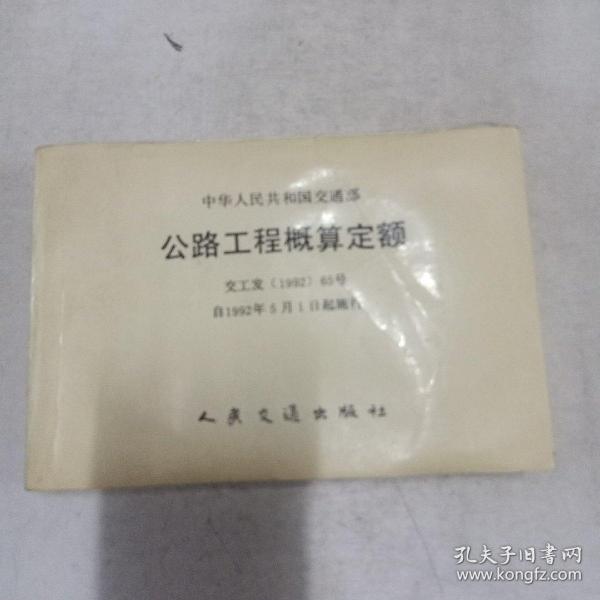 中华人民共和国交通部
公路工程概算定额
交工发（1992）65号
自1992年5月1日起施行
人民交通出版社
孔夫子旧书网
www.kongfz.com